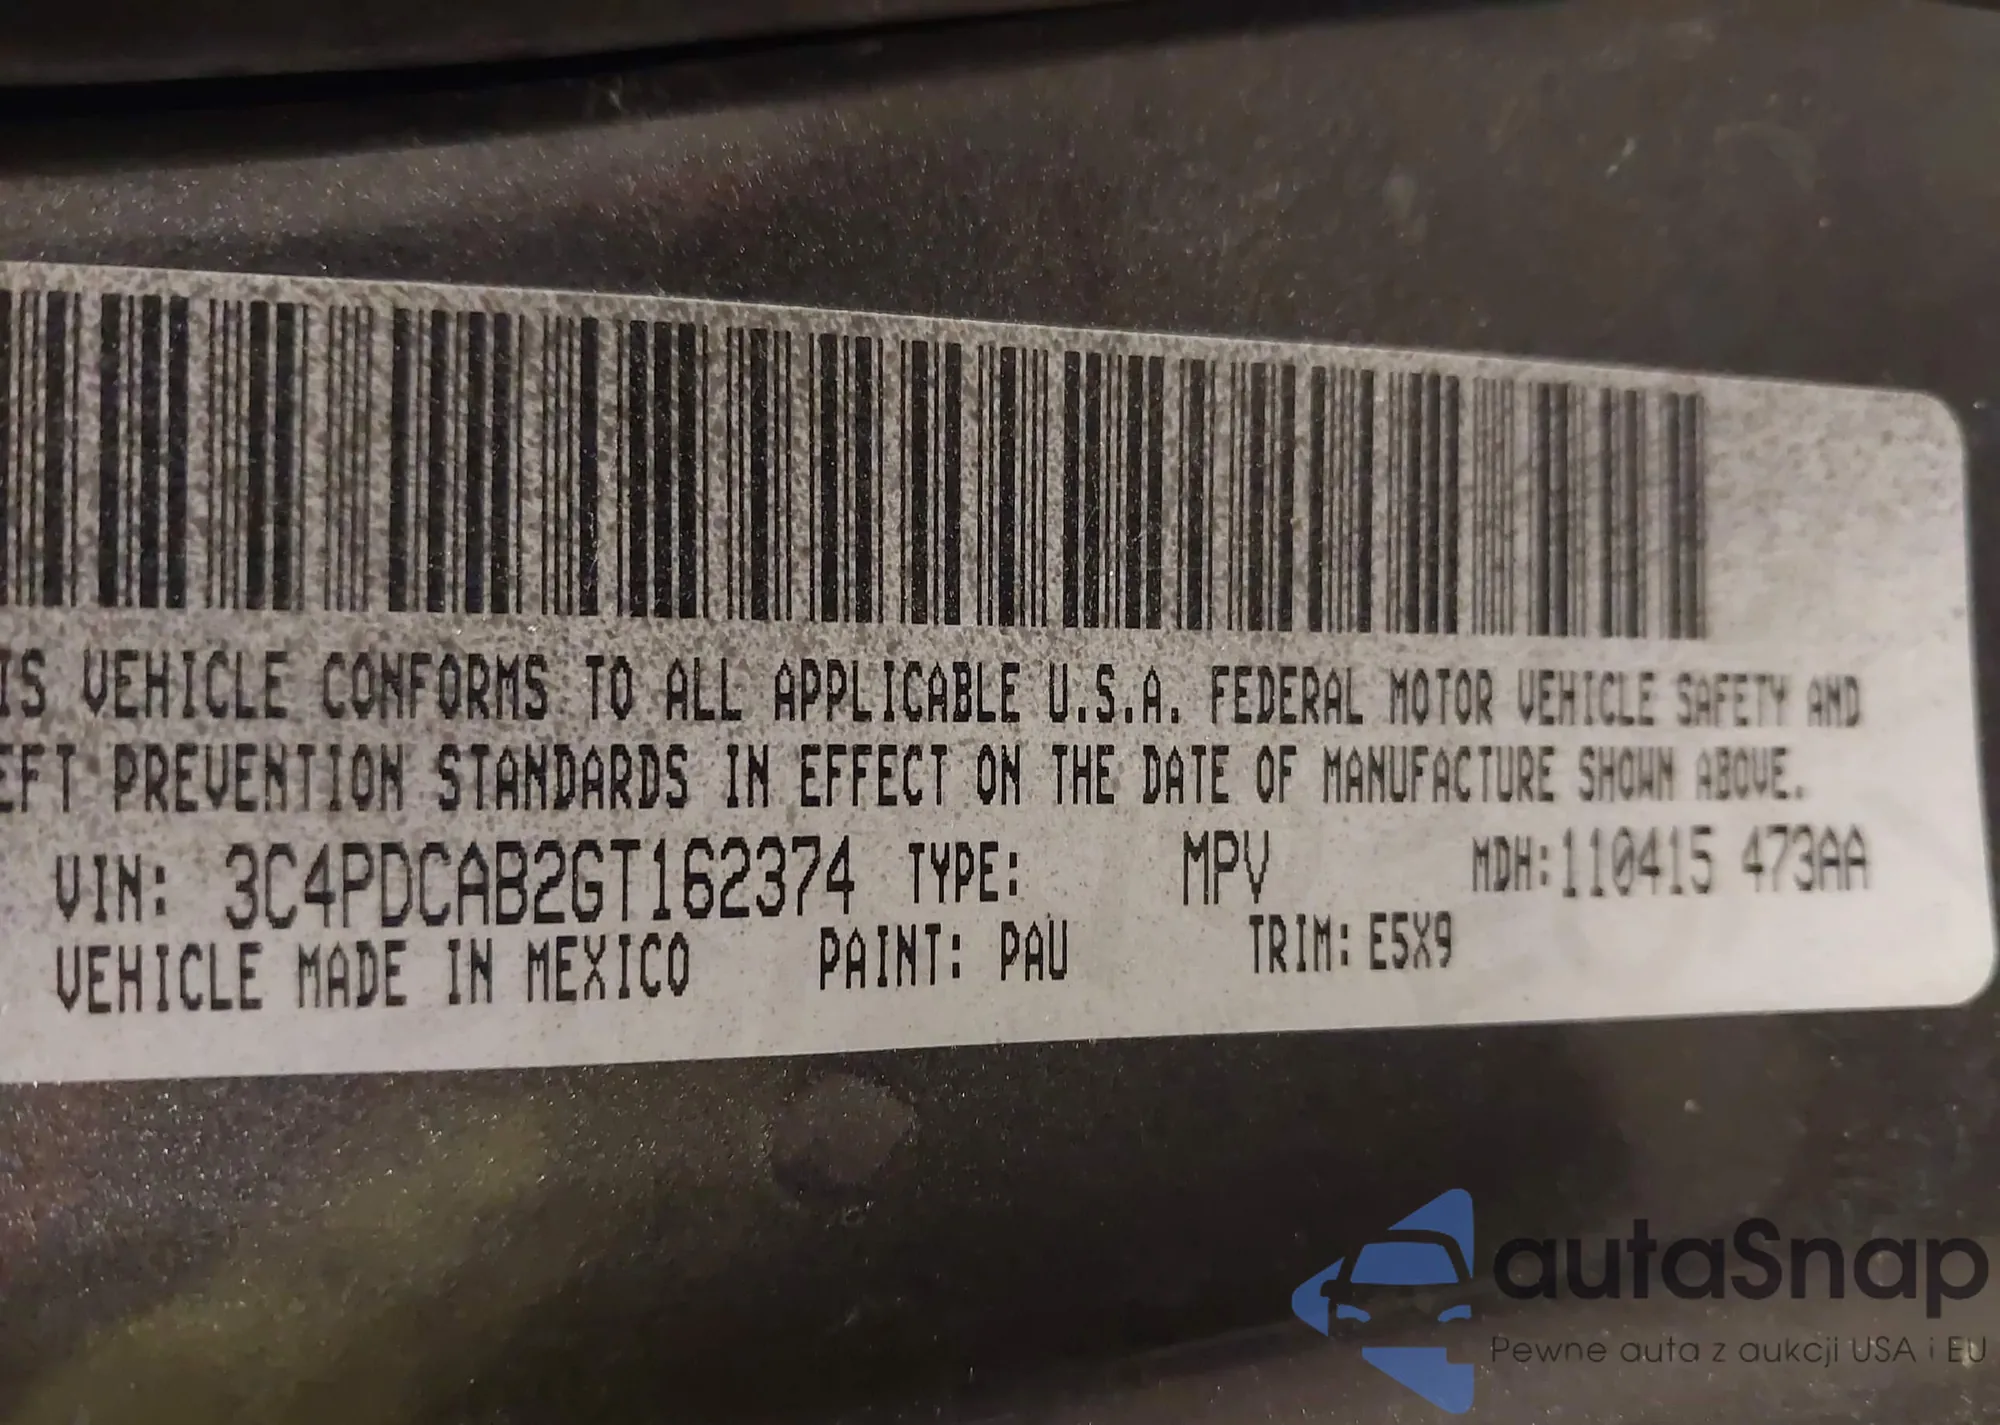 IS VEHICLE CONFORMS TO ALL APPLICABLE U.S.A. FEDERAL MOTOR VEHICLE SAFETY AND
EFT PREVENTION STANDARDS IN EFFECT ON THE DATE OF MANUFACTURE SHOWN ABOVE.
VIN: 3C4PDCAB2GT162374 TYPE: MPV MDH:110415 473AA
VEHICLE MADE IN MEXICO PAINT: PAU TRIM: E5X9
autaSnap
Pewne auta z aukcji USA i EU